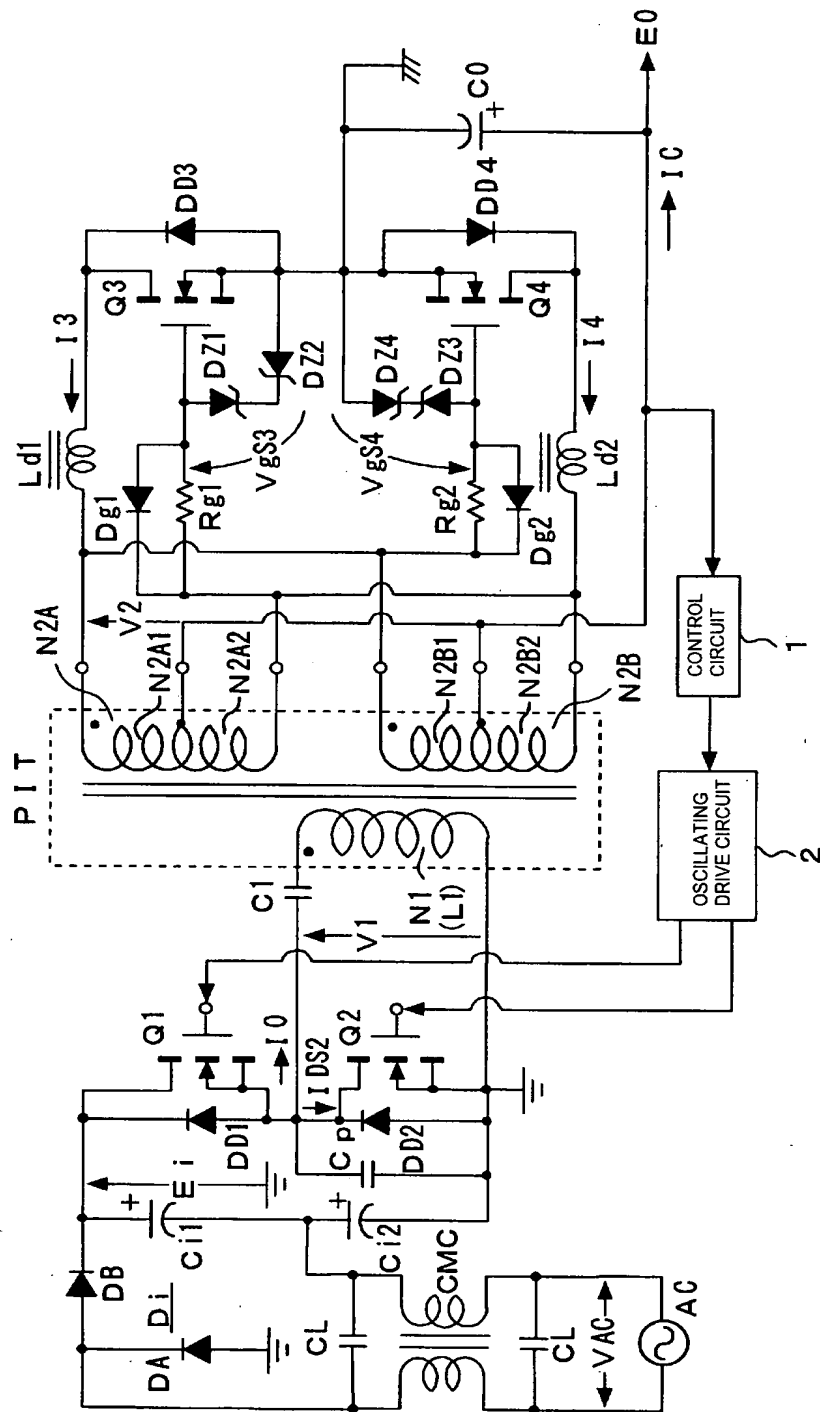 PIT
Q1
DD1
I0
Ei
Ci1
DB
Di
DA
IDS2
Q2
Cp
DD2
Ci2
CL
CMC
CL
VAC
AC
C1
V1
N1
(L1)
N2A
N2A1
N2A2
N2B1
N2B2
N2B
V2
Ld1
I3
Dg1
Rg1
VgS3
Q3
DD3
DZ1
DZ2
VgS4
DZ4
DZ3
Rg2
Dg2
Q4
DD4
Ld2
I4
C0
+
+
+
E0
IC
CONTROL
CIRCUIT
1
OSCILLATING
DRIVE CIRCUIT
2